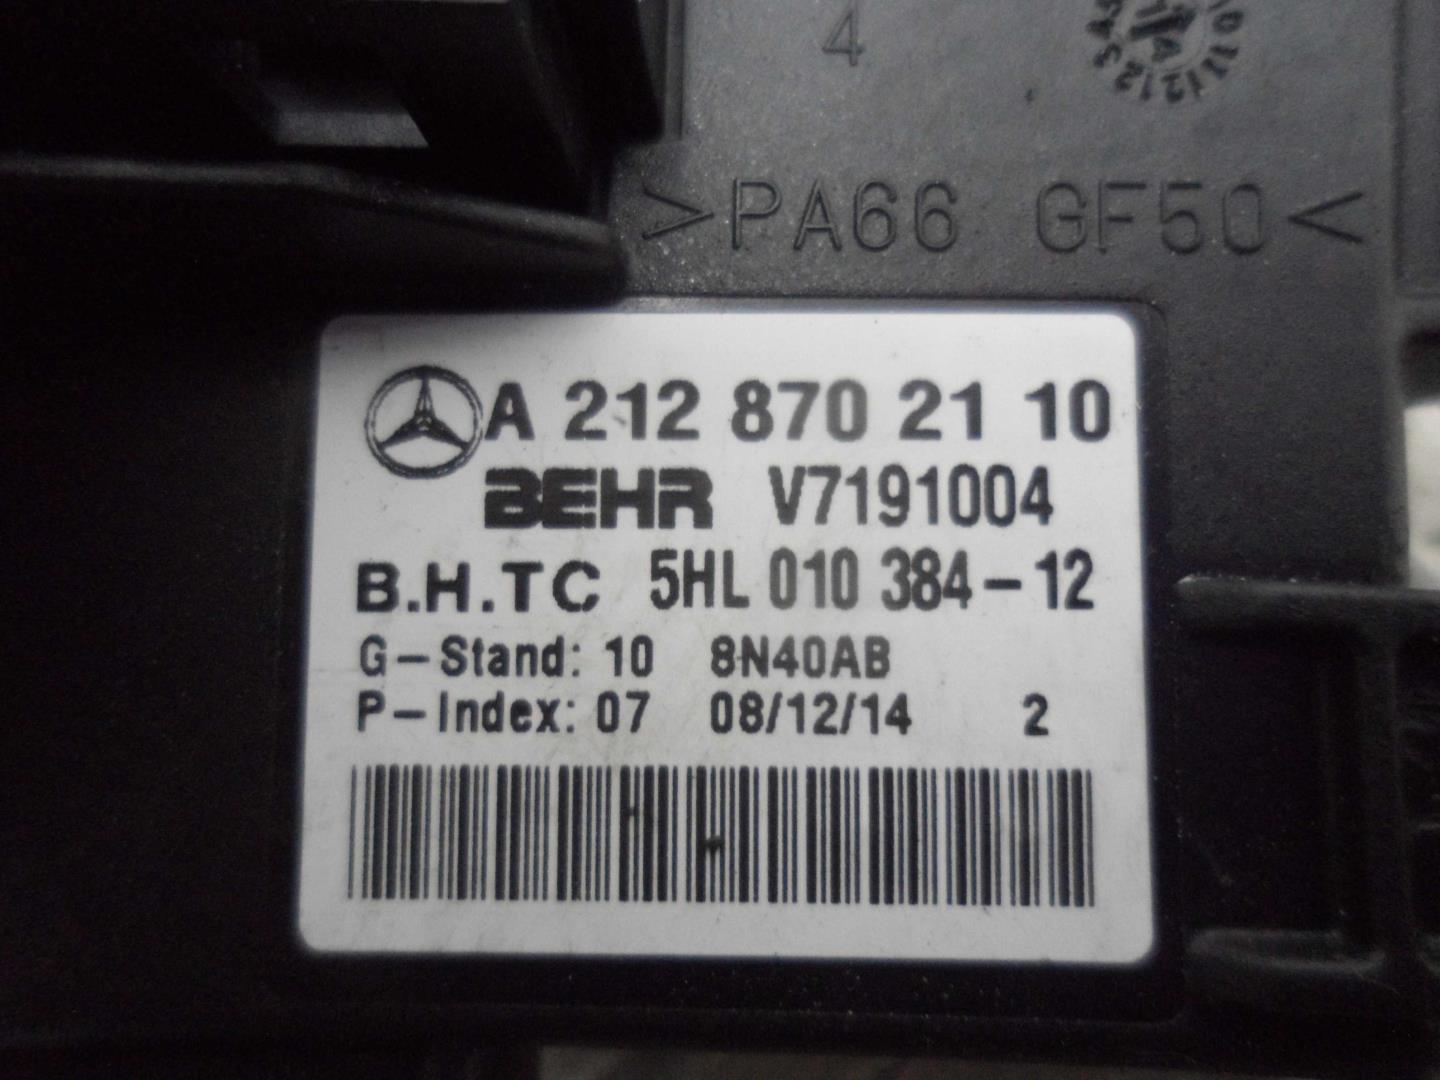 4
>PA66 GF50<
A 212 870 21 10
BEHR V7191004
B.H.TC 5HL 010 384-12
G-Stand: 10 8N40AB
P-Index: 07 08/12/14 2